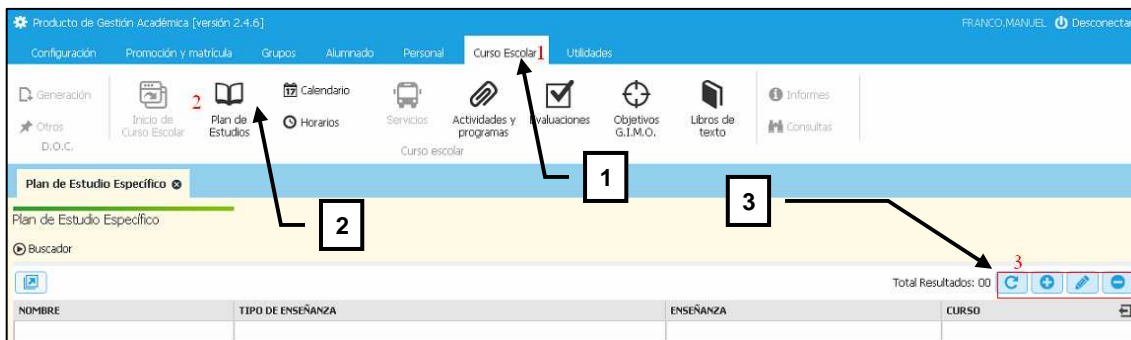 Producto de Gestión Académica [versión 2.4.6] FRANCO.MANUEL Desconectar
Configuración Promoción y matrícula Grupos Alumnado Personal Curso Escolar 1 Utilidades
Generación
Otros
D.O.C.
Inicio de
Curso Escolar
2
Plan de
Estudios
17 Calendario
Horarios
Servicios
Actividades y
programas
Evaluaciones
Objetivos
G.I.M.O.
Libros de
texto
Curso escolar
Informes
Consultas
1
Plan de Estudio Específico
2
3
Plan de Estudio Específico
Buscador
3
Total Resultados: 00
NOMBRE TIPO DE ENSEÑANZA ENSEÑANZA CURSO